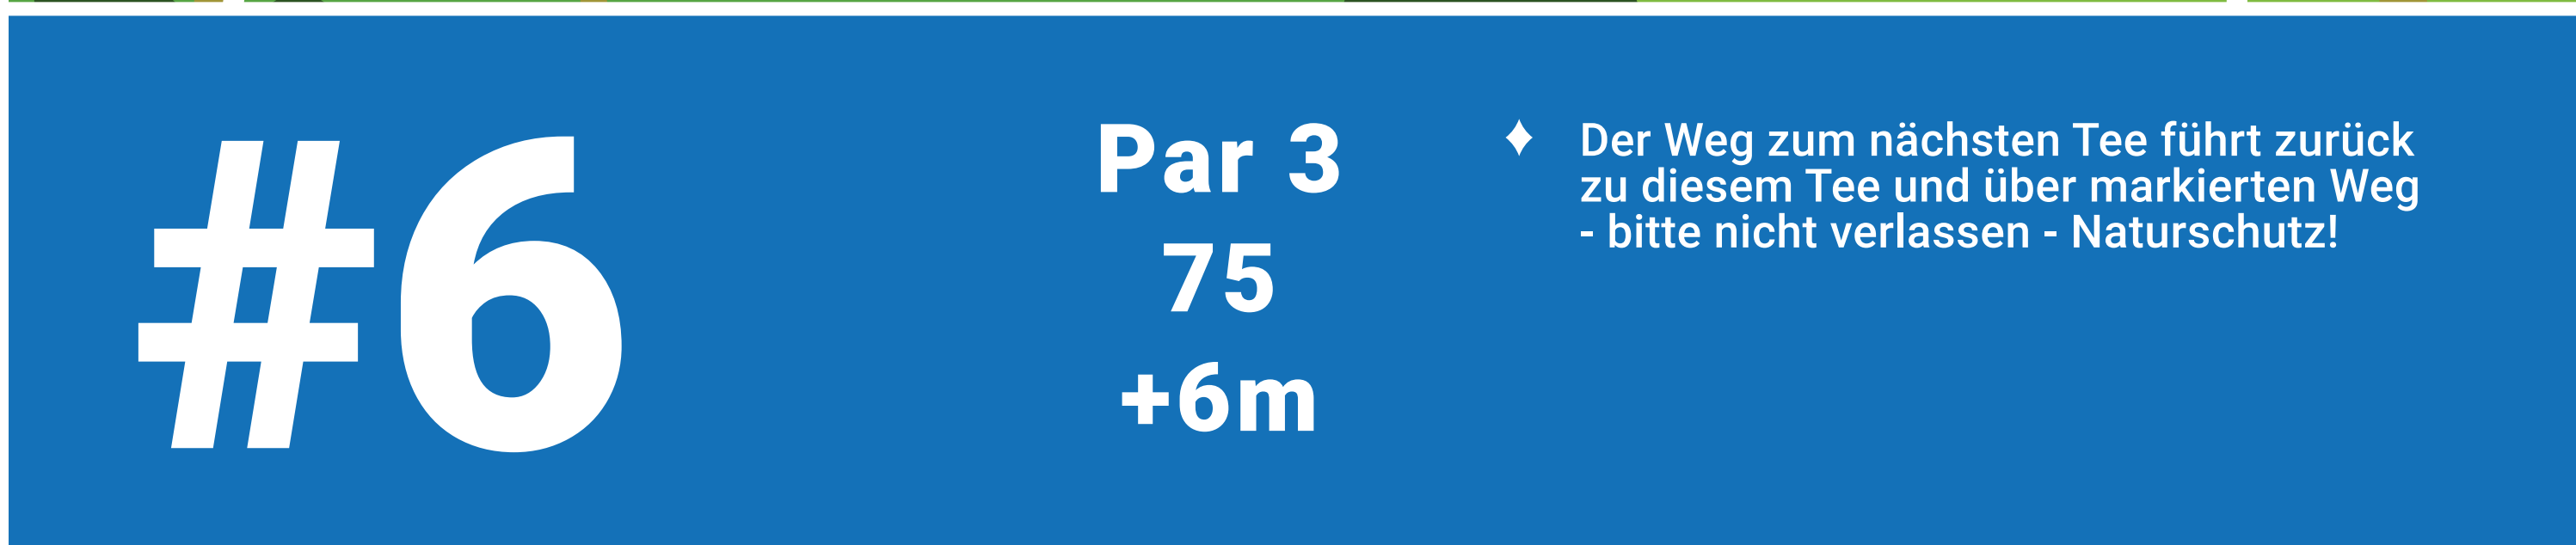 #6
Par 3
75
+6m
Der Weg zum nächsten Tee führt zurück
zu diesem Tee und über markierten Weg
- bitte nicht verlassen - Naturschutz!